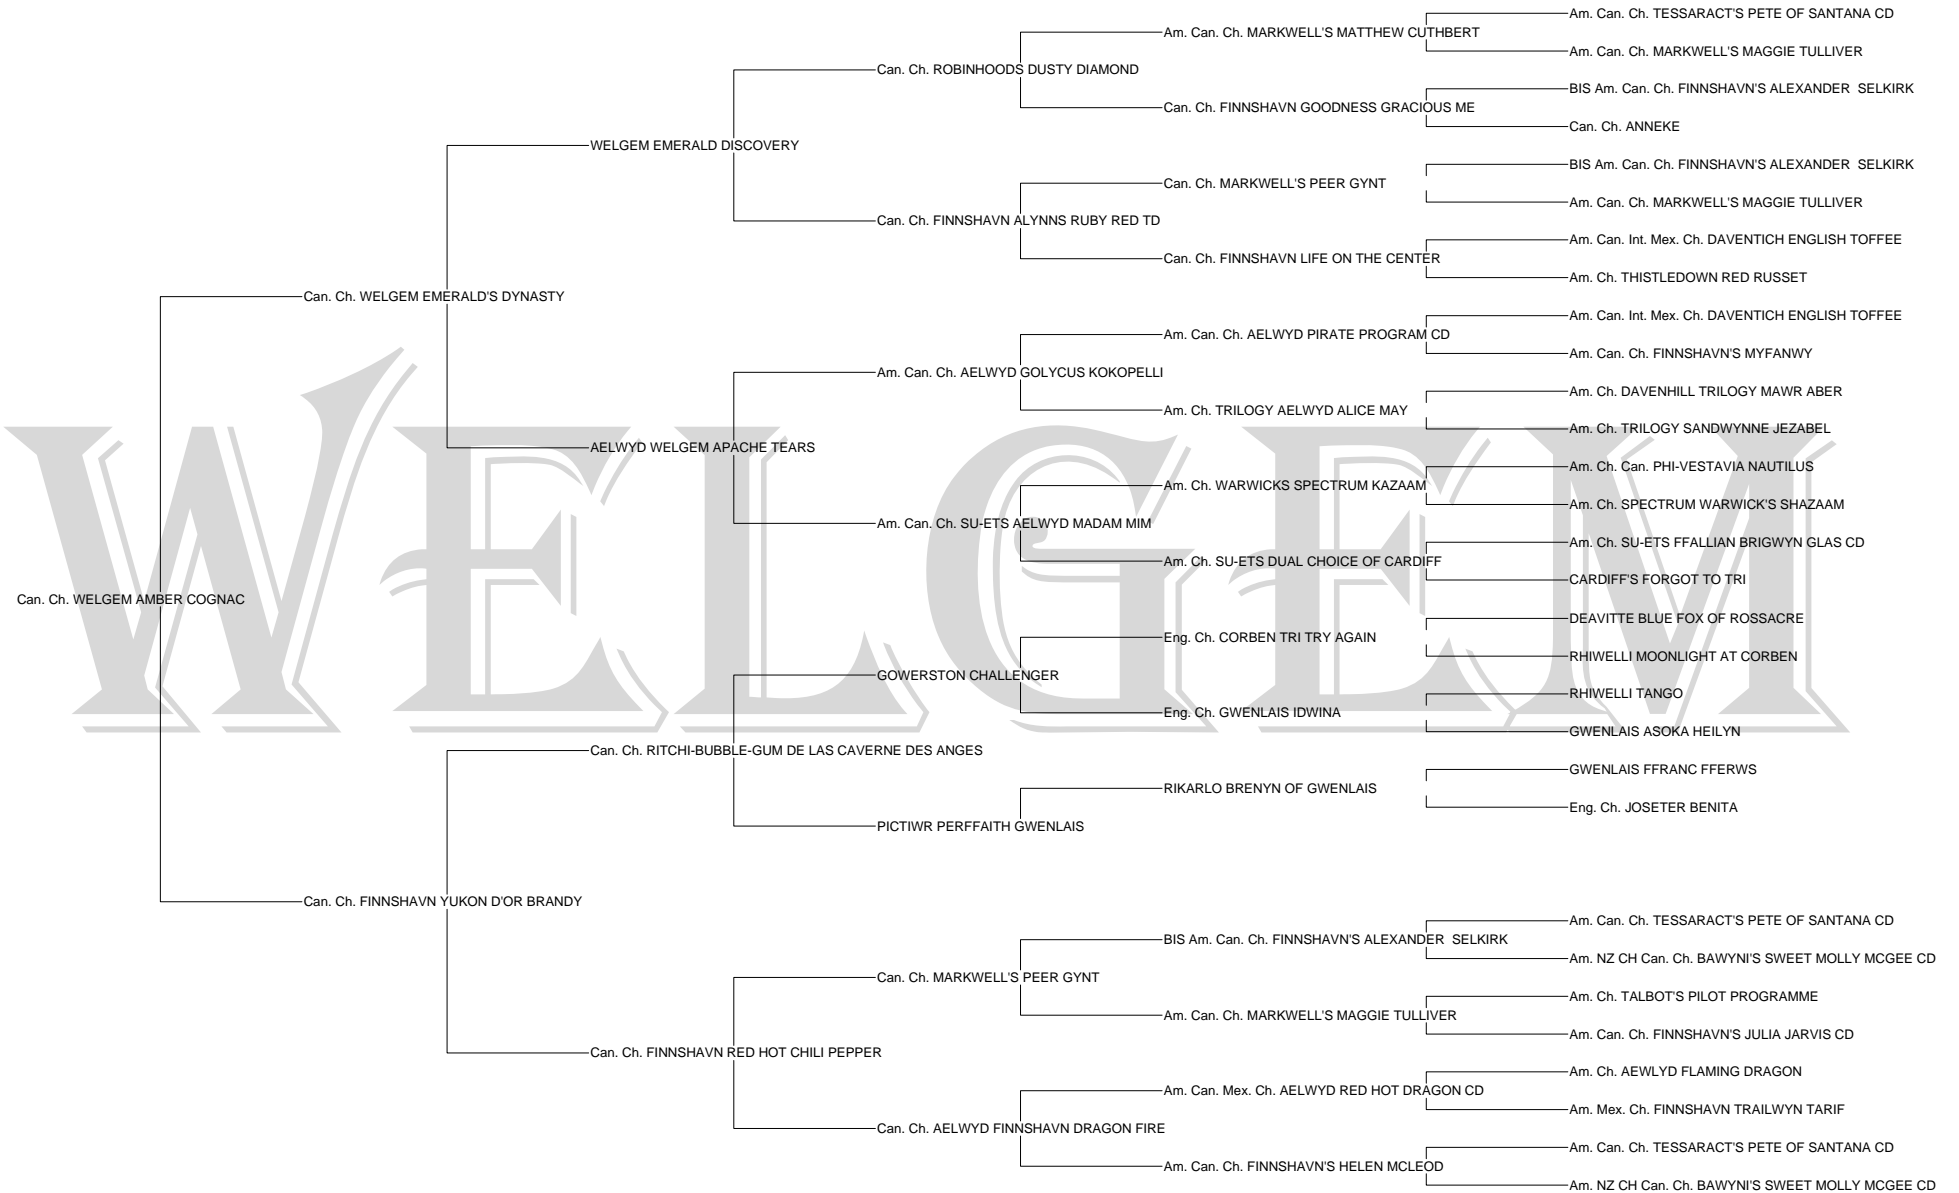 Am. Can. Ch. TESSARACT'S PETE OF SANTANA CD
Am. Can. Ch. MARKWELL'S MATTHEW CUTHBERT
Am. Can. Ch. MARKWELL'S MAGGIE TULLIVER
Can. Ch. ROBINHOODS DUSTY DIAMOND
BIS Am. Can. Ch. FINNSHAVN'S ALEXANDER  SELKIRK
Can. Ch. FINNSHAVN GOODNESS GRACIOUS ME
Can. Ch. ANNEKE
WELGEM EMERALD DISCOVERY
BIS Am. Can. Ch. FINNSHAVN'S ALEXANDER  SELKIRK
Can. Ch. MARKWELL'S PEER GYNT
Am. Can. Ch. MARKWELL'S MAGGIE TULLIVER
Can. Ch. FINNSHAVN ALYNNS RUBY RED TD
Am. Can. Int. Mex. Ch. DAVENTICH ENGLISH TOFFEE
Can. Ch. FINNSHAVN LIFE ON THE CENTER
Am. Ch. THISTLEDOWN RED RUSSET
Can. Ch. WELGEM EMERALD'S DYNASTY
Am. Can. Int. Mex. Ch. DAVENTICH ENGLISH TOFFEE
Am. Can. Ch. AELWYD PIRATE PROGRAM CD
Am. Can. Ch. FINNSHAVN'S MYFANWY
Am. Can. Ch. AELWYD GOLYCUS KOKOPELLI
Am. Ch. DAVENHILL TRILOGY MAWR ABER
Am. Ch. TRILOGY AELWYD ALICE MAY
Am. Ch. TRILOGY SANDWYNNE JEZABEL
AELWYD WELGEM APACHE TEARS
Am. Ch. Can. PHI-VESTAVIA NAUTILUS
Am. Ch. WARWICKS SPECTRUM KAZAAM
Am. Ch. SPECTRUM WARWICK'S SHAZAAM
Am. Can. Ch. SU-ETS AELWYD MADAM MIM
Am. Ch. SU-ETS FFALLIAN BRIGWYN GLAS CD
Am. Ch. SU-ETS DUAL CHOICE OF CARDIFF
CARDIFF'S FORGOT TO TRI
WELGEM
Can. Ch. WELGEM AMBER COGNAC
DEAVITTE BLUE FOX OF ROSSACRE
Eng. Ch. CORBEN TRI TRY AGAIN
RHIWELLI MOONLIGHT AT CORBEN
GOWERSTON CHALLENGER
RHIWELLI TANGO
Eng. Ch. GWENLAIS IDWINA
GWENLAIS ASOKA HEILYN
Can. Ch. RITCHI-BUBBLE-GUM DE LAS CAVERNE DES ANGES
GWENLAIS FFRANC FFERWS
RIKARLO BRENYN OF GWENLAIS
Eng. Ch. JOSETER BENITA
PICTIWR PERFFAITH GWENLAIS
Can. Ch. FINNSHAVN YUKON D'OR BRANDY
Am. Can. Ch. TESSARACT'S PETE OF SANTANA CD
BIS Am. Can. Ch. FINNSHAVN'S ALEXANDER  SELKIRK
Am. NZ CH Can. Ch. BAWYNI'S SWEET MOLLY MCGEE CD
Can. Ch. MARKWELL'S PEER GYNT
Am. Ch. TALBOT'S PILOT PROGRAMME
Am. Can. Ch. MARKWELL'S MAGGIE TULLIVER
Am. Can. Ch. FINNSHAVN'S JULIA JARVIS CD
Can. Ch. FINNSHAVN RED HOT CHILI PEPPER
Am. Ch. AEWLYD FLAMING DRAGON
Am. Can. Mex. Ch. AELWYD RED HOT DRAGON CD
Am. Mex. Ch. FINNSHAVN TRAILWYN TARIF
Can. Ch. AELWYD FINNSHAVN DRAGON FIRE
Am. Can. Ch. TESSARACT'S PETE OF SANTANA CD
Am. Can. Ch. FINNSHAVN'S HELEN MCLEOD
Am. NZ CH Can. Ch. BAWYNI'S SWEET MOLLY MCGEE CD